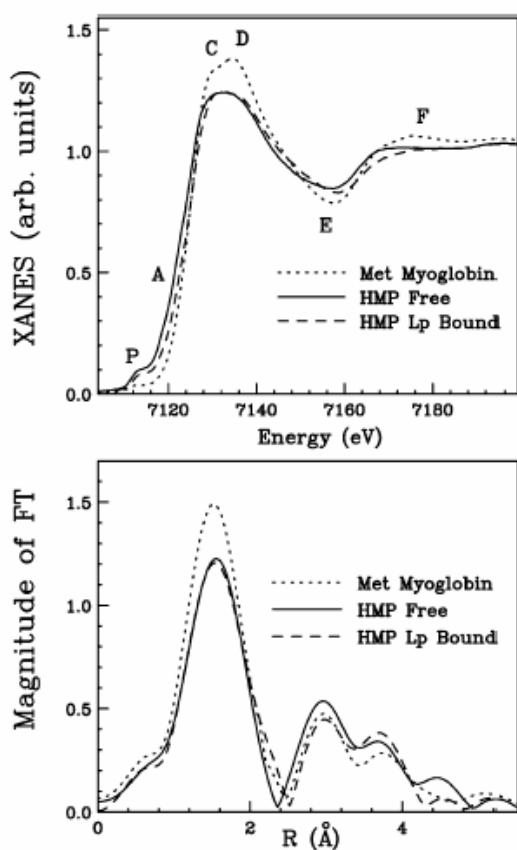 XANES (arb. units)
1.5
1.0
0.5
0.0
C D
F
A
E
P
Met Myoglobin
HMP Free
HMP Lp Bound
7120 7140 7160 7180
Energy (eV)
Magnitude of FT
1.5
1.0
0.5
0.0
Met Myoglobin
HMP Free
HMP Lp Bound
0 2 4
R (Å)